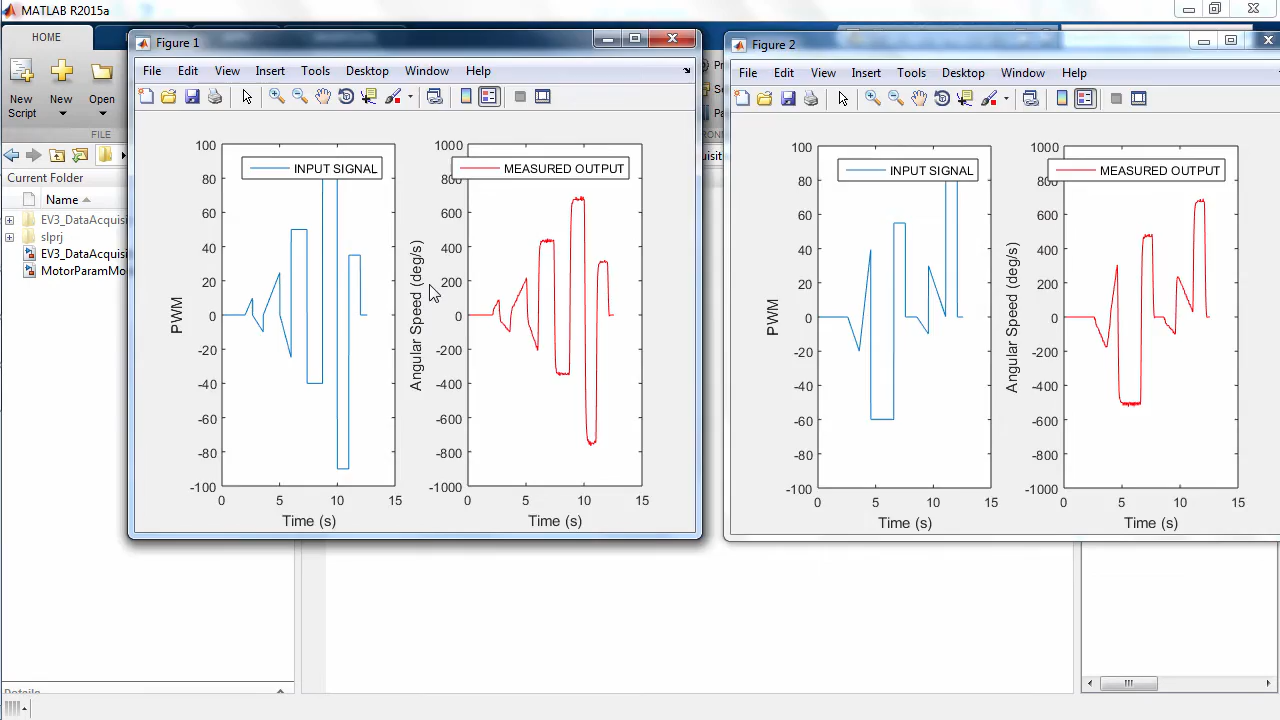 MATLAB R2015a
HOME
New Script
New
Open
FILE
Current Folder
Name
EV3_DataAcquisi
slprj
EV3_DataAcquisi
MotorParamMo
Details
Figure 1
File Edit View Insert Tools Desktop Window Help
INPUT SIGNAL
100
80
60
40
20
0
-20
-40
-60
-80
-100
PWM
0 5 10 15
Time (s)
MEASURED OUTPUT
1000
800
600
400
200
0
-200
-400
-600
-800
-1000
Angular Speed (deg/s)
0 5 10 15
Time (s)
Figure 2
File Edit View Insert Tools Desktop Window Help
INPUT SIGNAL
100
80
60
40
20
0
-20
-40
-60
-80
-100
PWM
0 5 10 15
Time (s)
MEASURED OUTPUT
1000
800
600
400
200
0
-200
-400
-600
-800
-1000
Angular Speed (deg/s)
0 5 10 15
Time (s)